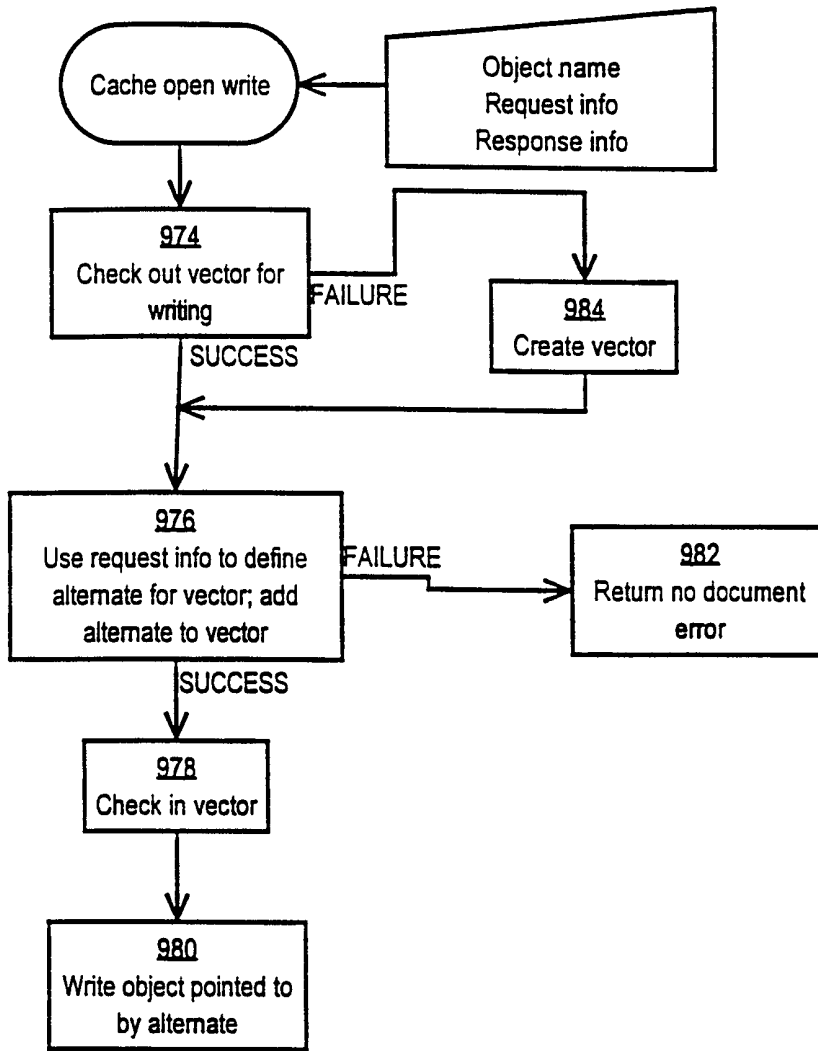 Cache open write
Object name
Request info
Response info
974
Check out vector for
writing
FAILURE
984
Create vector
SUCCESS
976
Use request info to define
alternate for vector; add
alternate to vector
FAILURE
982
Return no document
error
SUCCESS
978
Check in vector
980
Write object pointed to
by alternate